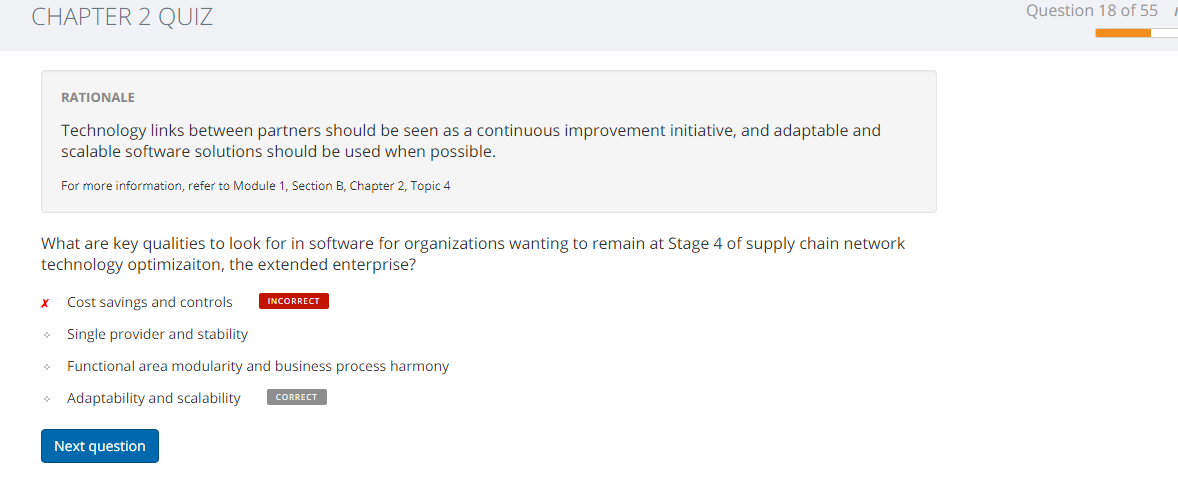 CHAPTER 2 QUIZ
Question 18 of 55
RATIONALE
Technology links between partners should be seen as a continuous improvement initiative, and adaptable and
scalable software solutions should be used when possible.
For more information, refer to Module 1, Section B, Chapter 2, Topic 4
What are key qualities to look for in software for organizations wanting to remain at Stage 4 of supply chain network
technology optimizaiton, the extended enterprise?
✗ Cost savings and controls INCORRECT
Single provider and stability
Functional area modularity and business process harmony
Adaptability and scalability CORRECT
Next question